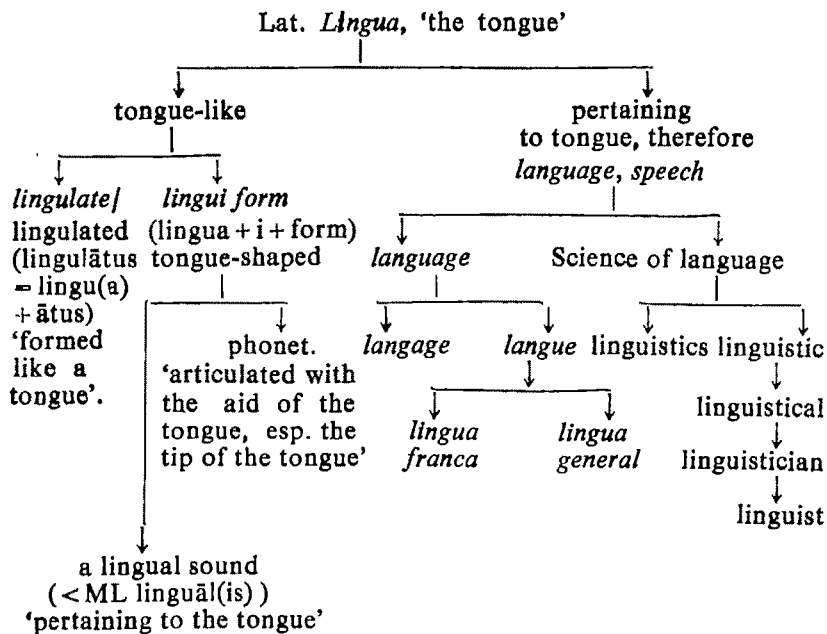 Lat. Lingua, 'the tongue'
tongue-like
pertaining
to tongue, therefore
language, speech
lingulate/
lingulated
(lingulātus
= lingu(a)
+ ātus)
'formed
like a
tongue'.
lingui form
(lingua + i + form)
tongue-shaped
language
Science of language
phonet.
'articulated with
the aid of the
tongue, esp. the
tip of the tongue'
langage
langue
linguistics
linguistic
lingua
franca
lingua
general
linguistical
linguistician
linguist
a lingual sound
(< ML linguāl(is) )
'pertaining to the tongue'